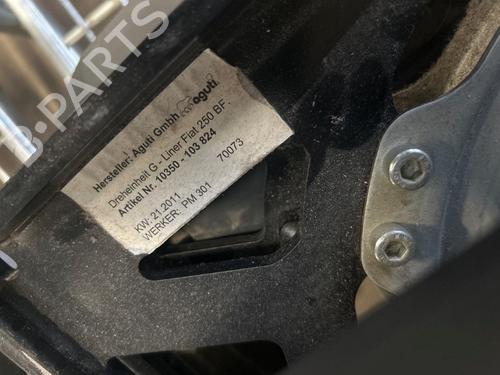 B-PARTS
Hersteller: Aguti GmbH aguti
Dreheinheit G - Liner Fiat 250 BF.
Artikel Nr. 10350 - 103 824
70073
KW: 21.2011
WERKER: PM 301